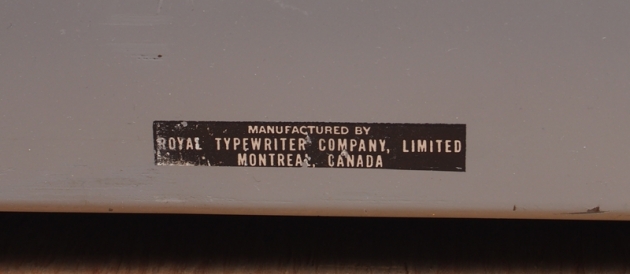 MANUFACTURED BY
ROYAL TYPEWRITER COMPANY, LIMITED
MONTREAL, CANADA